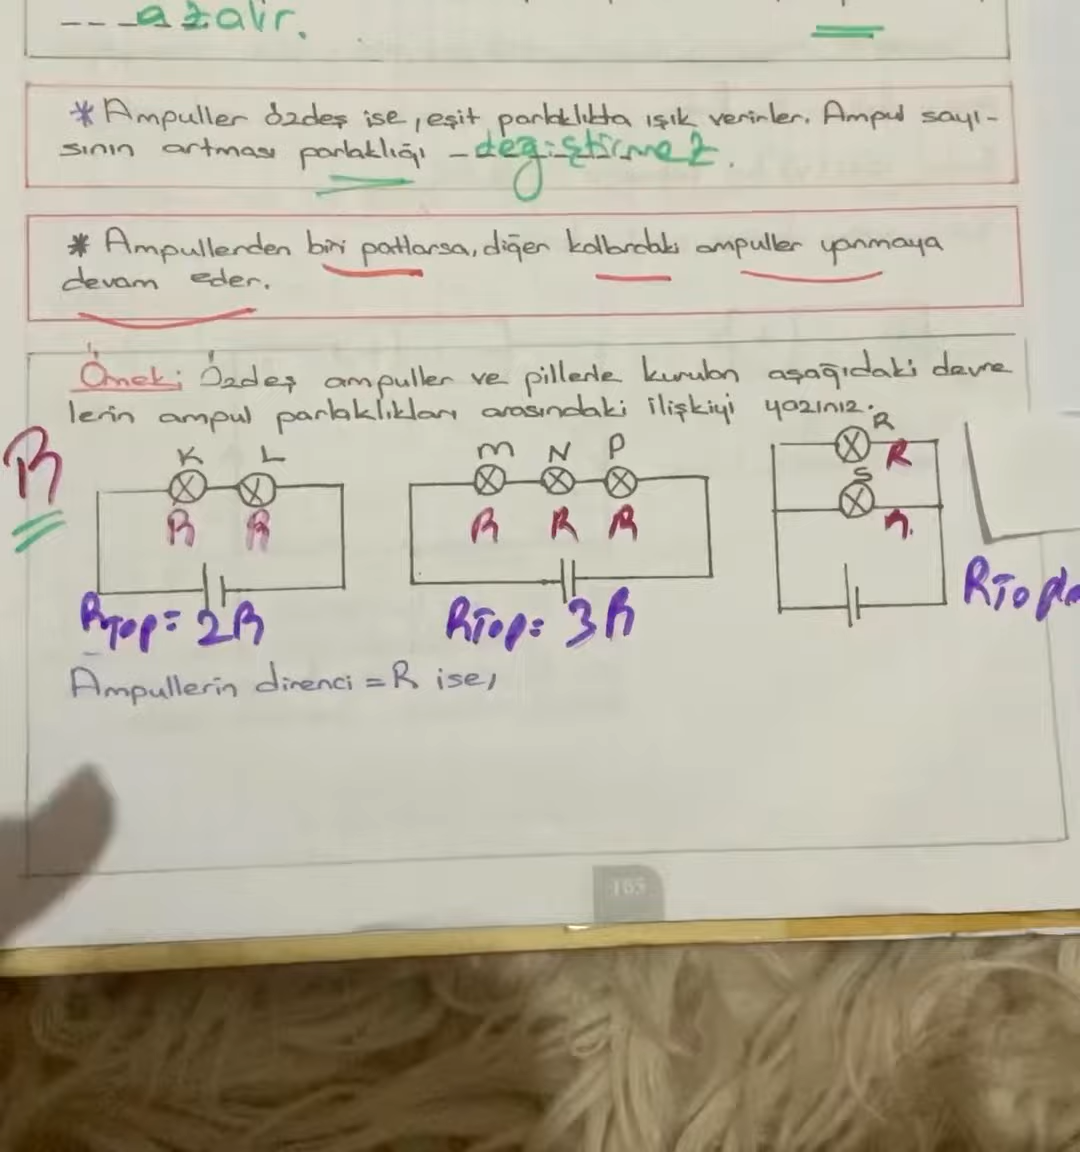 ---azalır.
*Ampuller özdeş ise, eşit parlaklıkta ışık verirler. Ampul sayı-
sının artması parlaklığı -değiştirmez.
* Ampullerden biri patlarsa, diğer kollardaki ampuller yanmaya
devam eder.
Örnek: Özdeş ampuller ve pillerle kurulan aşağıdaki devre
lerin ampul parlaklıkları arasındaki ilişkiyi yazınız.
R
K L
R R
RTop= 2R
M N P
R R R
RTop= 3R
R
R
S
R
RTopla
Ampullerin direnci = R ise,
165